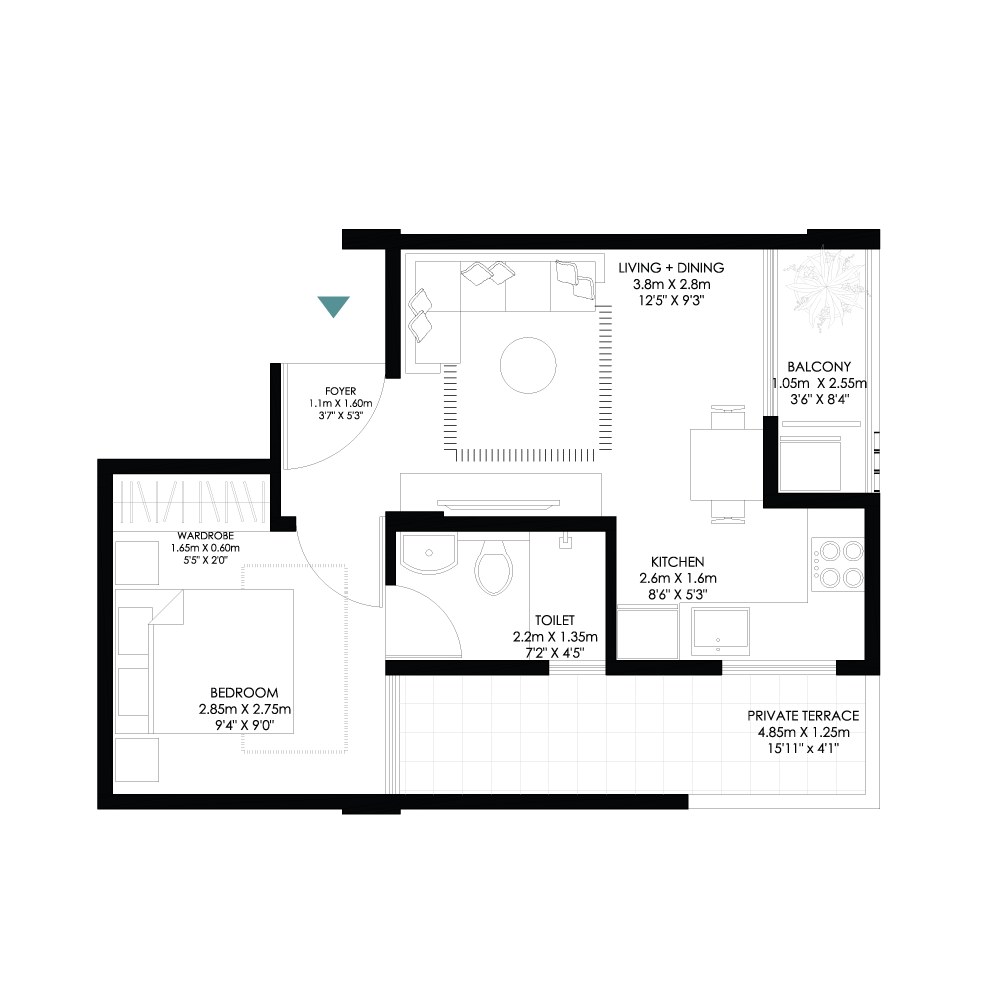 LIVING + DINING
3.8m X 2.8m
12'5" X 9'3"
BALCONY
1.05m X 2.55m
3'6" X 8'4"
FOYER
1.1m X 1.60m
3'7" X 5'3"
WARDROBE
1.65m X 0.60m
5'5" X 2'0"
KITCHEN
2.6m X 1.6m
8'6" X 5'3"
TOILET
2.2m X 1.35m
7'2" X 4'5"
BEDROOM
2.85m X 2.75m
9'4" X 9'0"
PRIVATE TERRACE
4.85m X 1.25m
15'11" x 4'1"